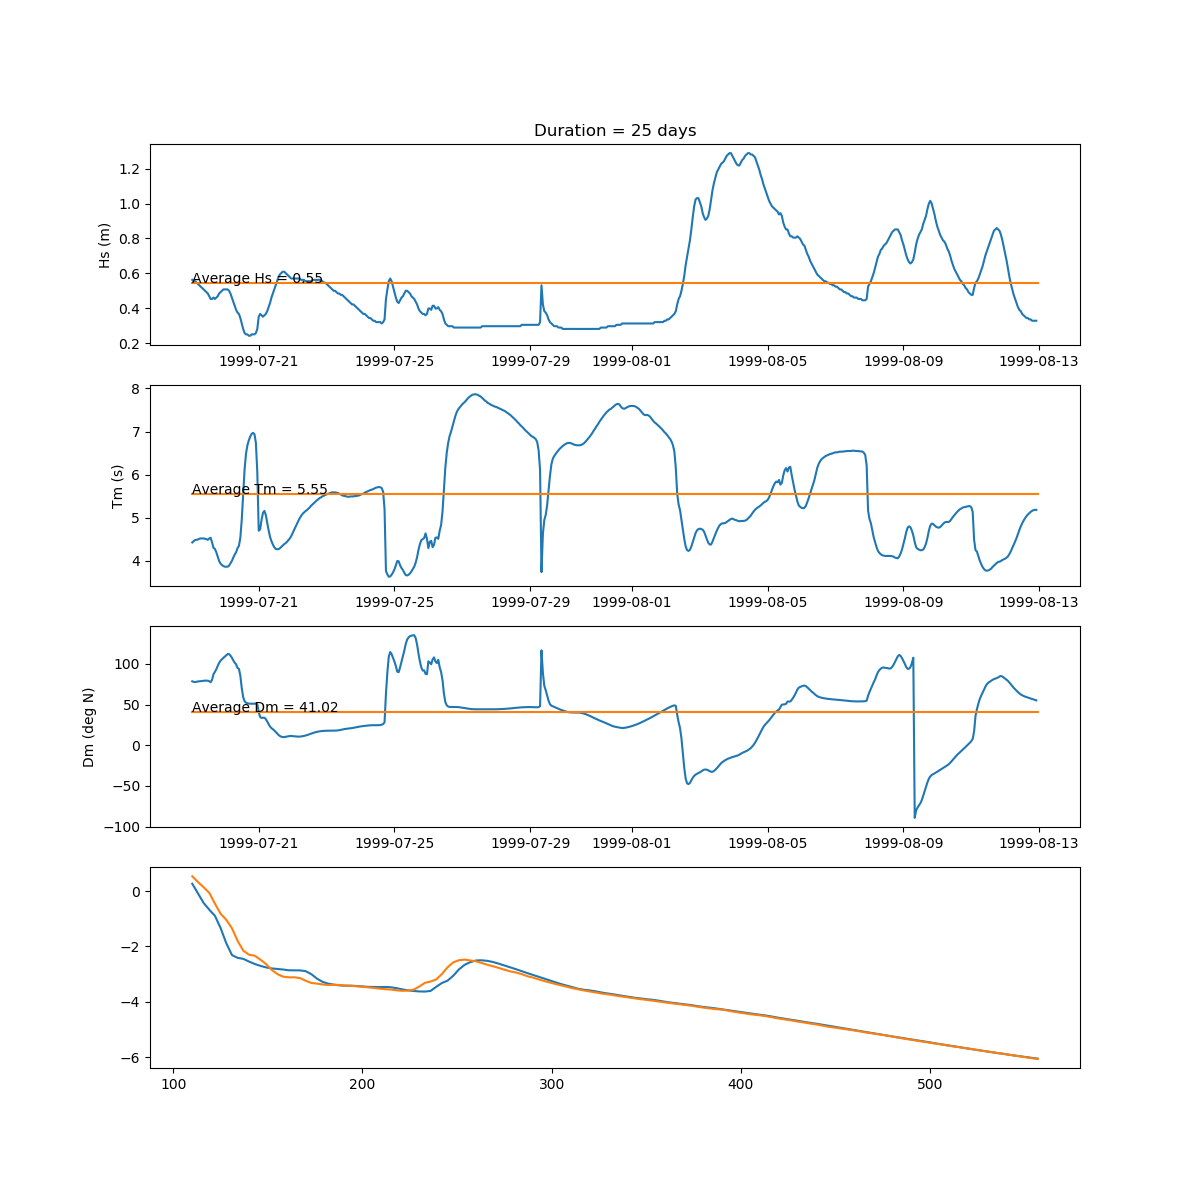 Duration = 25 days
1.2
1.0
0.8
0.6
0.4
0.2
Hs (m)
Average Hs = 0.55
1999-07-21 1999-07-25 1999-07-29 1999-08-01 1999-08-05 1999-08-09 1999-08-13
8
7
6
5
4
Tm (s)
Average Tm = 5.55
1999-07-21 1999-07-25 1999-07-29 1999-08-01 1999-08-05 1999-08-09 1999-08-13
100
50
0
−50
−100
Dm (deg N)
Average Dm = 41.02
1999-07-21 1999-07-25 1999-07-29 1999-08-01 1999-08-05 1999-08-09 1999-08-13
0
−2
−4
−6
100 200 300 400 500